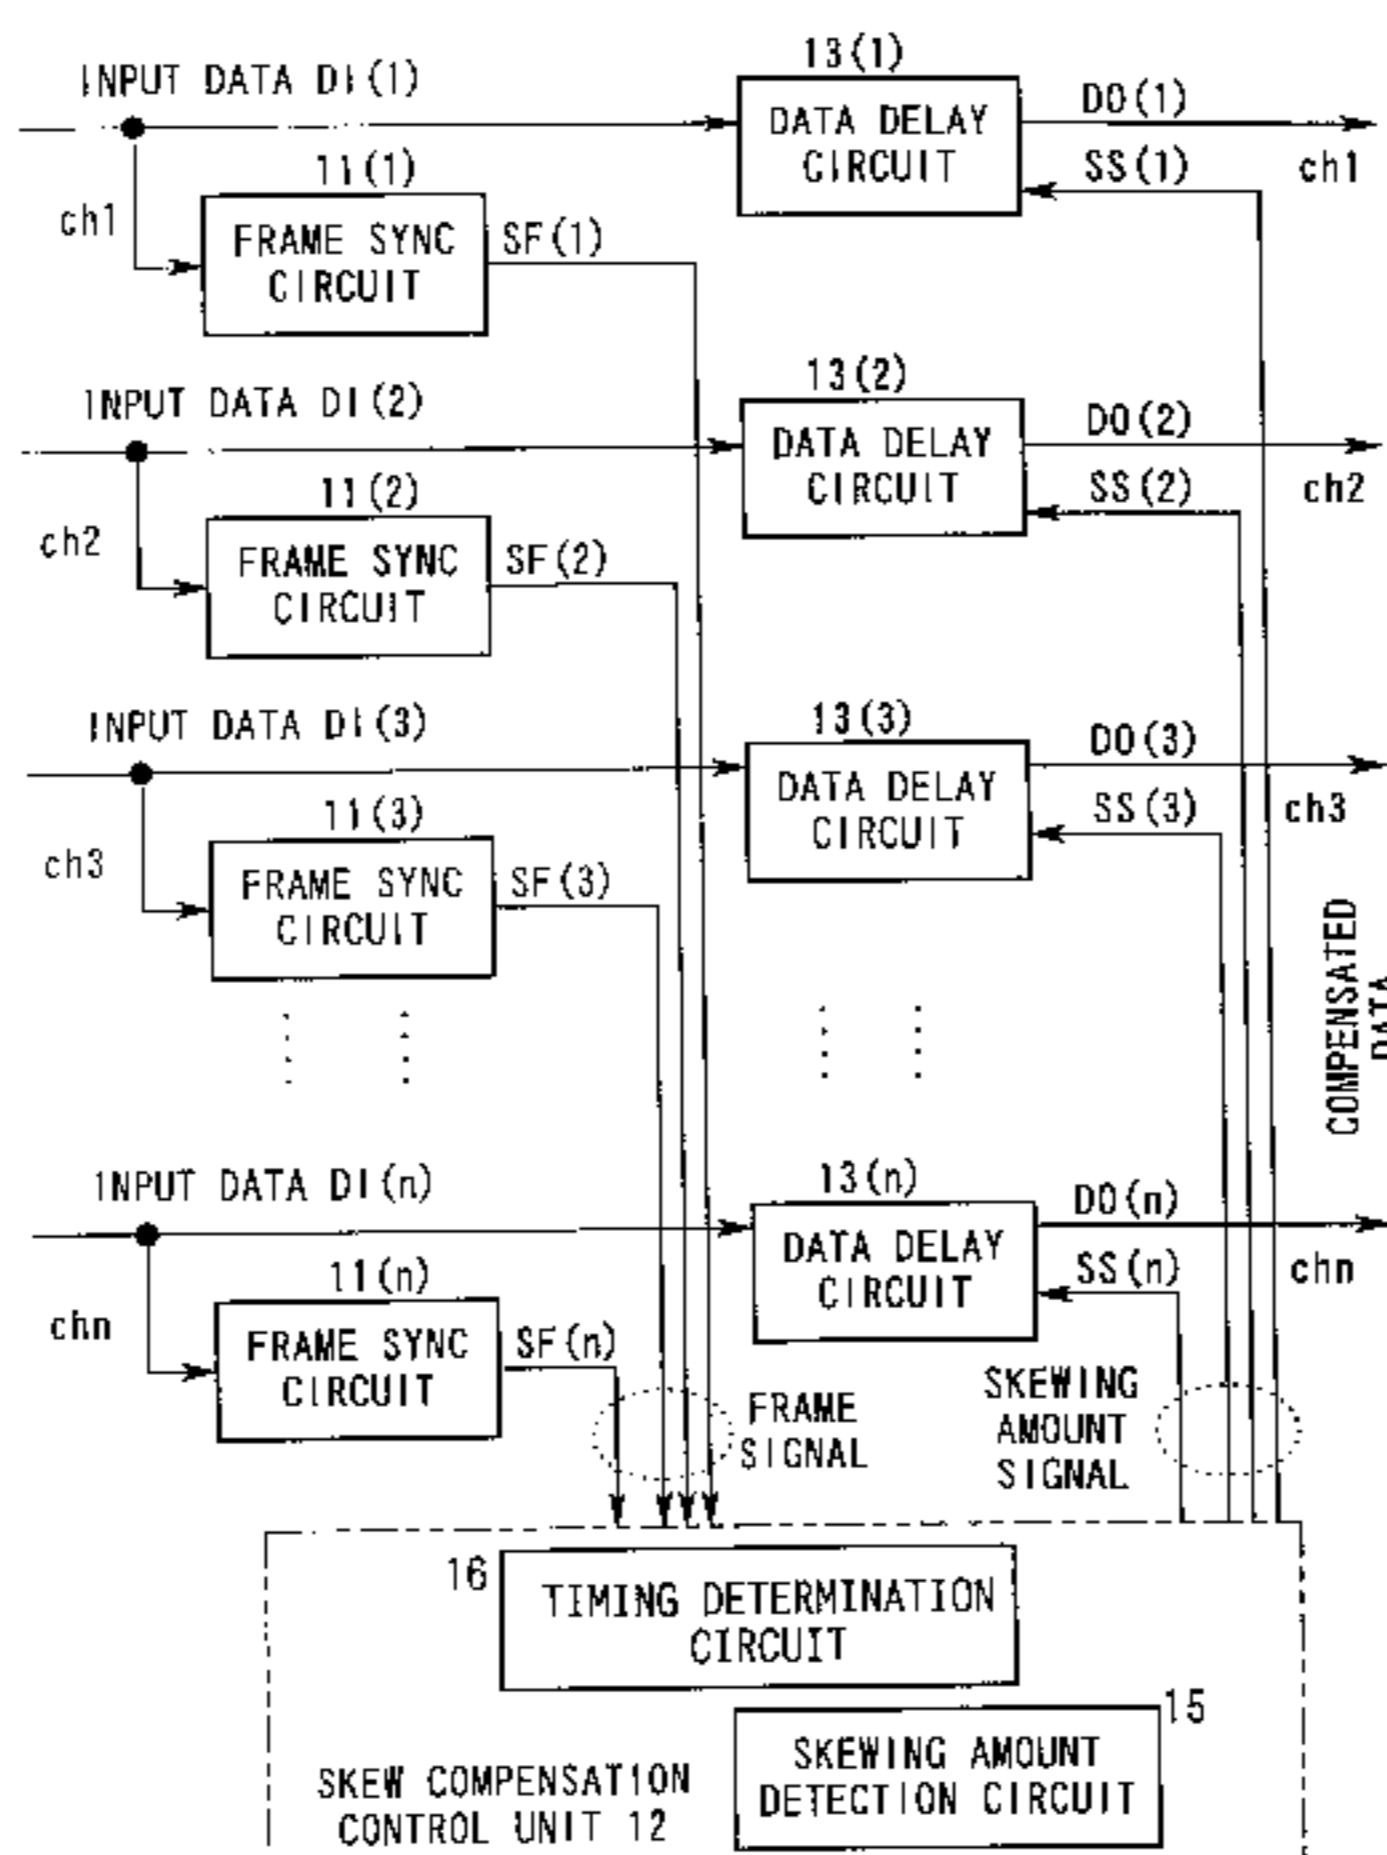 13(1)
INPUT DATA DI(1)
DATA DELAY
CIRCUIT
DO(1)
SS(1)
ch1
11(1)
ch1
FRAME SYNC
CIRCUIT
SF(1)
13(2)
INPUT DATA DI(2)
DATA DELAY
CIRCUIT
DO(2)
SS(2)
ch2
11(2)
ch2
FRAME SYNC
CIRCUIT
SF(2)
13(3)
INPUT DATA DI(3)
DATA DELAY
CIRCUIT
DO(3)
SS(3)
ch3
11(3)
ch3
FRAME SYNC
CIRCUIT
SF(3)
COMPENSATED
DATA
13(n)
INPUT DATA DI(n)
DATA DELAY
CIRCUIT
DO(n)
SS(n)
chn
11(n)
chn
FRAME SYNC
CIRCUIT
SF(n)
FRAME
SIGNAL
SKEWING
AMOUNT
SIGNAL
16
TIMING DETERMINATION
CIRCUIT
15
SKEWING AMOUNT
DETECTION CIRCUIT
SKEW COMPENSATION
CONTROL UNIT 12